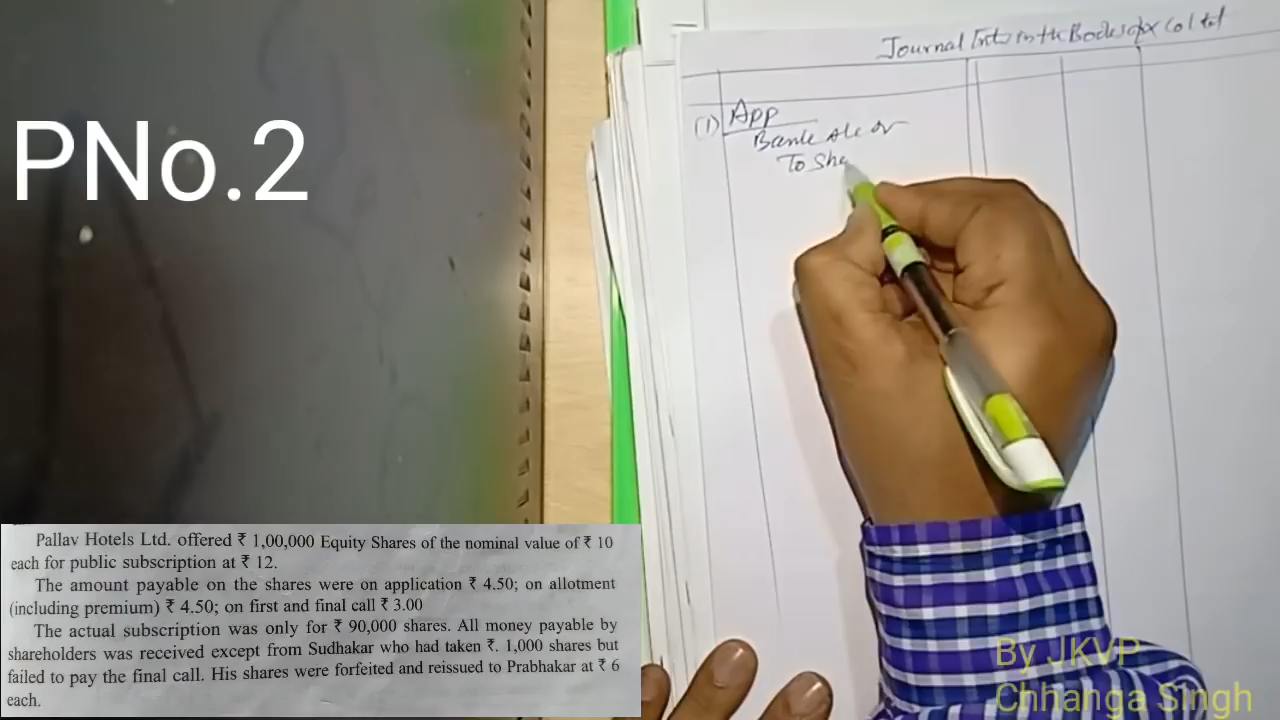 PNo.2
Journal in the Books of x Co Ltd
(1) App
Bank A/c Dr
To Sha
Pallav Hotels Ltd. offered ₹ 1,00,000 Equity Shares of the nominal value of ₹ 10
each for public subscription at ₹ 12.
The amount payable on the shares were on application ₹ 4.50; on allotment
(including premium) ₹ 4.50; on first and final call ₹ 3.00
The actual subscription was only for ₹ 90,000 shares. All money payable by
shareholders was received except from Sudhakar who had taken ₹. 1,000 shares but
failed to pay the final call. His shares were forfeited and reissued to Prabhakar at ₹ 6
each.
By JKVP
Chhanga Singh